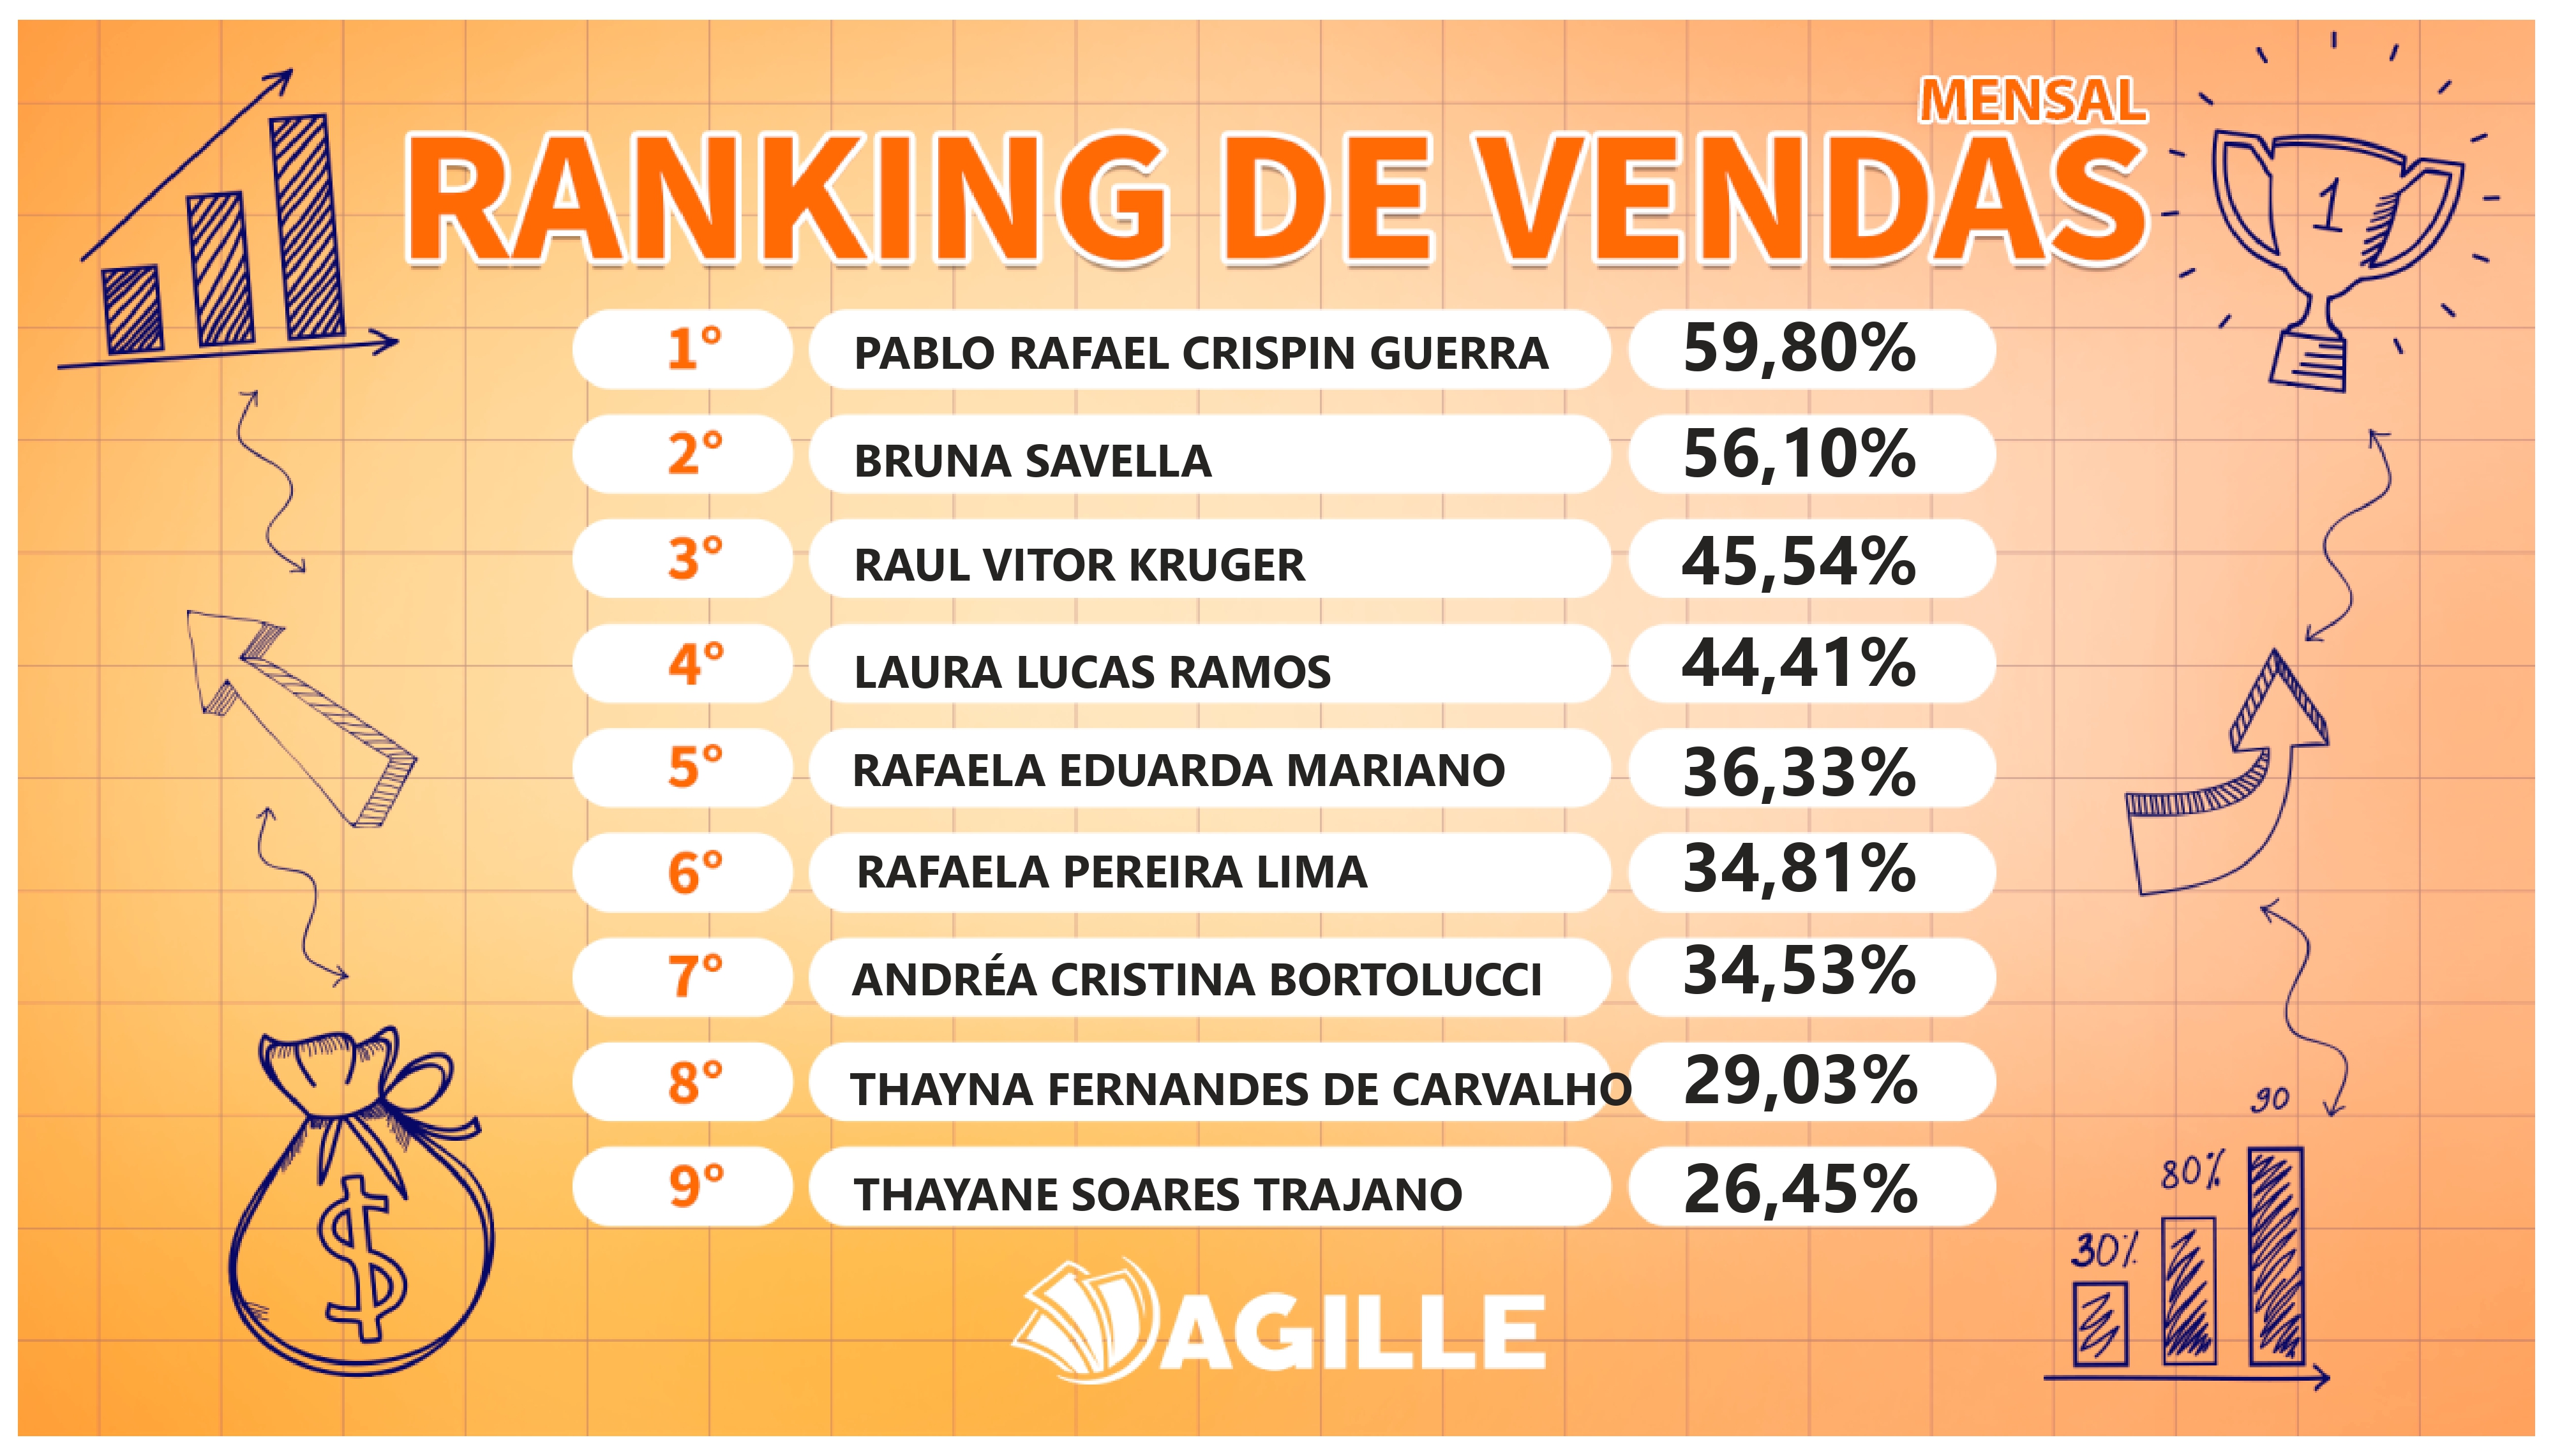 MENSAL
RANKING DE VENDAS
1
1° PABLO RAFAEL CRISPIN GUERRA 59,80%
2° BRUNA SAVELLA 56,10%
3° RAUL VITOR KRUGER 45,54%
4° LAURA LUCAS RAMOS 44,41%
5° RAFAELA EDUARDA MARIANO 36,33%
6° RAFAELA PEREIRA LIMA 34,81%
7° ANDRÉA CRISTINA BORTOLUCCI 34,53%
8° THAYNA FERNANDES DE CARVALHO 29,03%
9° THAYANE SOARES TRAJANO 26,45%
$
90
80%
30%
AGILLE